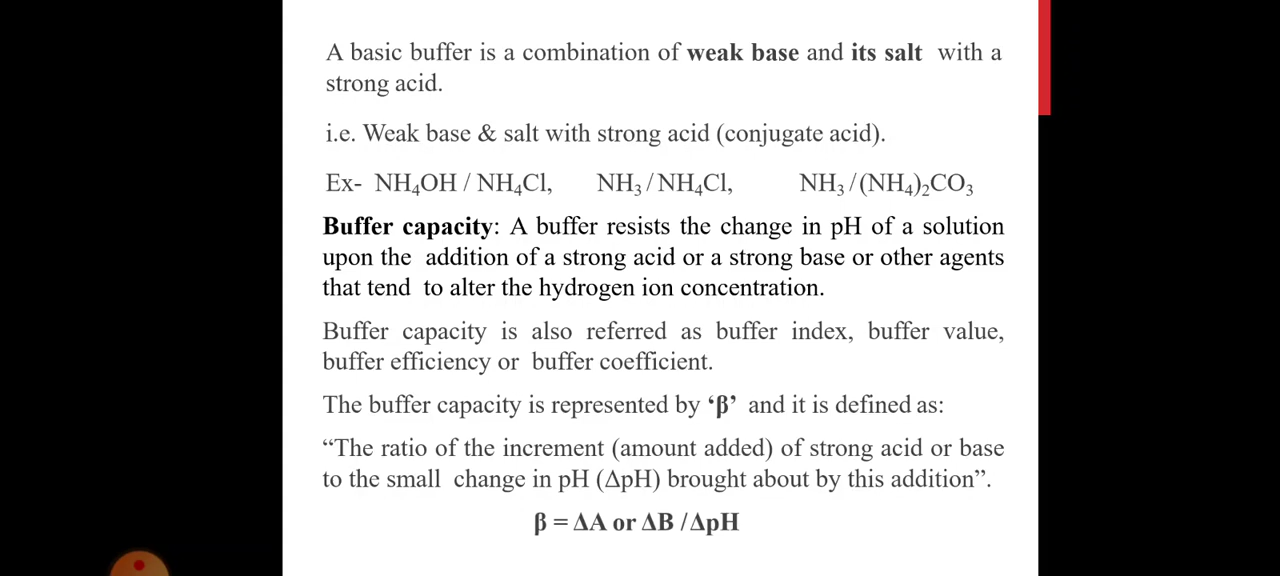 A basic buffer is a combination of weak base and its salt with a
strong acid.
i.e. Weak base & salt with strong acid (conjugate acid).
Ex- NH₄OH / NH₄Cl, NH₃ / NH₄Cl, NH₃ /(NH₄)₂CO₃
Buffer capacity: A buffer resists the change in pH of a solution
upon the addition of a strong acid or a strong base or other agents
that tend to alter the hydrogen ion concentration.
Buffer capacity is also referred as buffer index, buffer value,
buffer efficiency or buffer coefficient.
The buffer capacity is represented by ‘β’ and it is defined as:
“The ratio of the increment (amount added) of strong acid or base
to the small change in pH (ΔpH) brought about by this addition”.
β = ΔA or ΔB /ΔpH